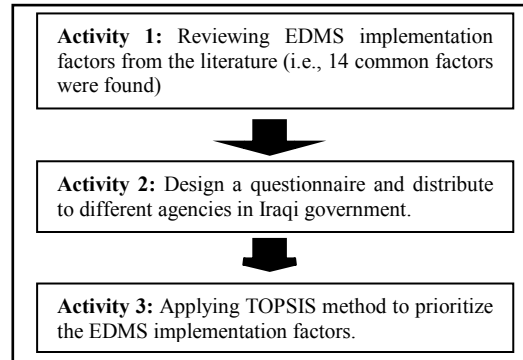 Activity 1: Reviewing EDMS implementation
factors from the literature (i.e., 14 common factors
were found)
Activity 2: Design a questionnaire and distribute
to different agencies in Iraqi government.
Activity 3: Applying TOPSIS method to prioritize
the EDMS implementation factors.